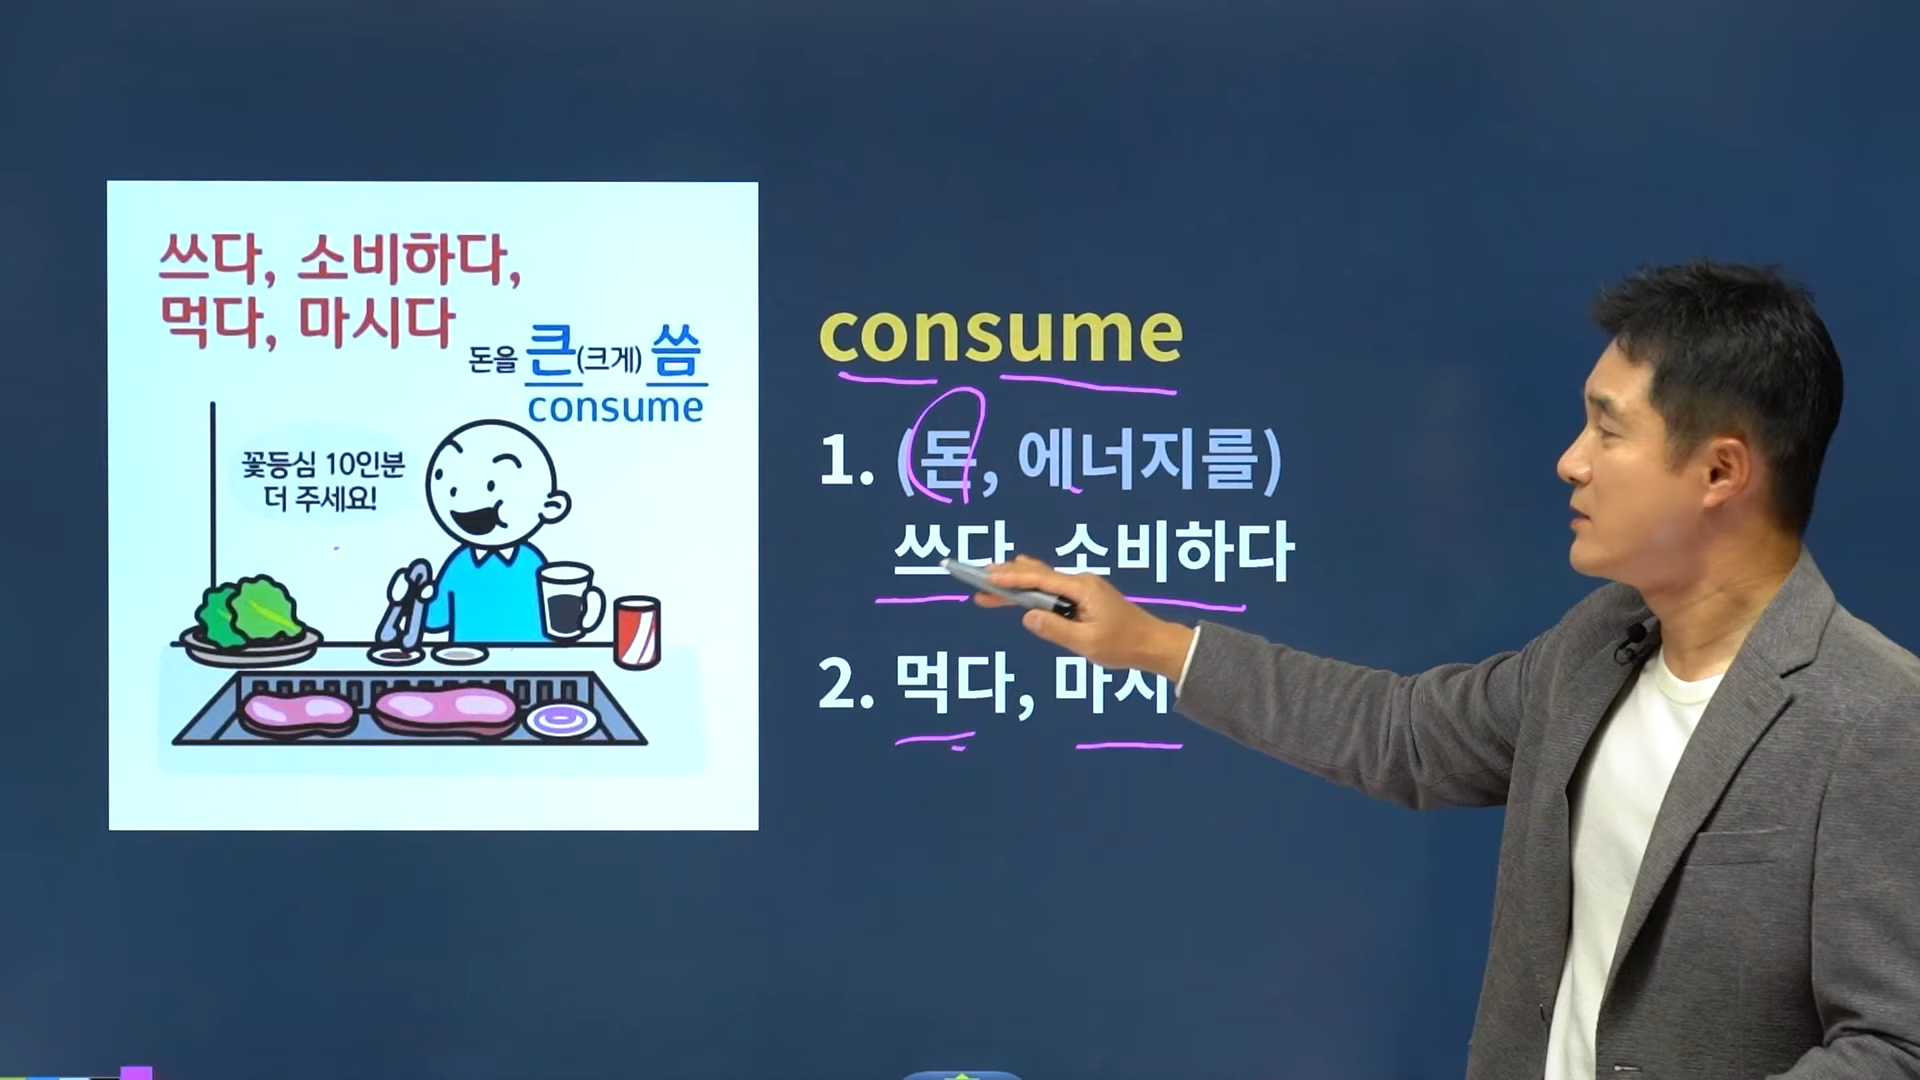 쓰다, 소비하다,
먹다, 마시다
돈을 큰(크게) 씀
consume
꽃등심 10인분
더 주세요!
consume
1. (돈, 에너지를)
쓰다, 소비하다
2. 먹다, 마시